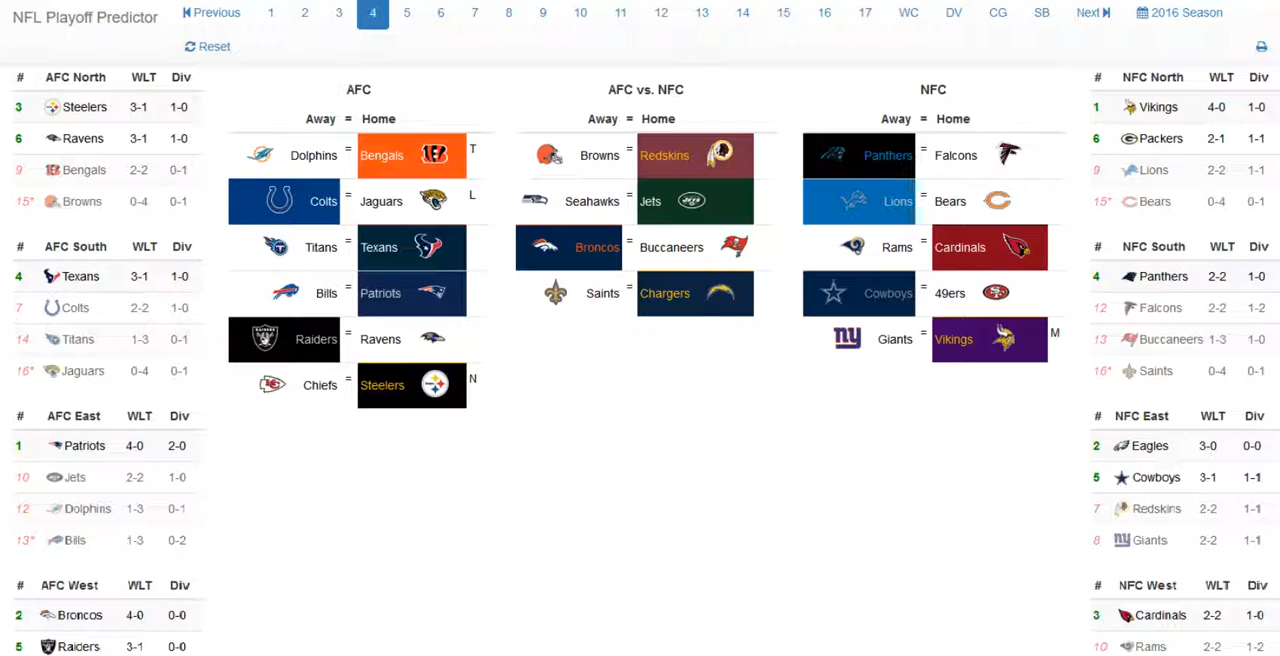 NFL Playoff Predictor
Previous 1 2 3 4 5 6 7 8 9 10 11 12 13 14 15 16 17 WC DV CG SB Next 2016 Season
Reset
# AFC North WLT Div
3 Steelers 3-1 1-0
6 Ravens 3-1 1-0
9 Bengals 2-2 0-1
15* Browns 0-4 0-1
# AFC South WLT Div
4 Texans 3-1 1-0
7 Colts 2-2 1-0
14 Titans 1-3 0-1
16* Jaguars 0-4 0-1
# AFC East WLT Div
1 Patriots 4-0 2-0
10 Jets 2-2 1-0
12 Dolphins 1-3 0-1
13* Bills 1-3 0-2
# AFC West WLT Div
2 Broncos 4-0 0-0
5 Raiders 3-1 0-0
AFC
Away = Home
Dolphins = Bengals T
Colts = Jaguars L
Titans = Texans
Bills = Patriots
Raiders = Ravens
Chiefs = Steelers N
AFC vs. NFC
Away = Home
Browns = Redskins
Seahawks = Jets
Broncos = Buccaneers
Saints = Chargers
NFC
Away = Home
Panthers = Falcons
Lions = Bears
Rams = Cardinals
Cowboys = 49ers
Giants = Vikings M
# NFC North WLT Div
1 Vikings 4-0 1-0
6 Packers 2-1 1-1
9 Lions 2-2 1-1
15* Bears 0-4 0-1
# NFC South WLT Div
4 Panthers 2-2 1-0
12 Falcons 2-2 1-2
13 Buccaneers 1-3 1-0
16* Saints 0-4 0-1
# NFC East WLT Div
2 Eagles 3-0 0-0
5 Cowboys 3-1 1-1
7 Redskins 2-2 1-1
8 Giants 2-2 1-1
# NFC West WLT Div
3 Cardinals 2-2 1-0
10 Rams 2-2 1-2